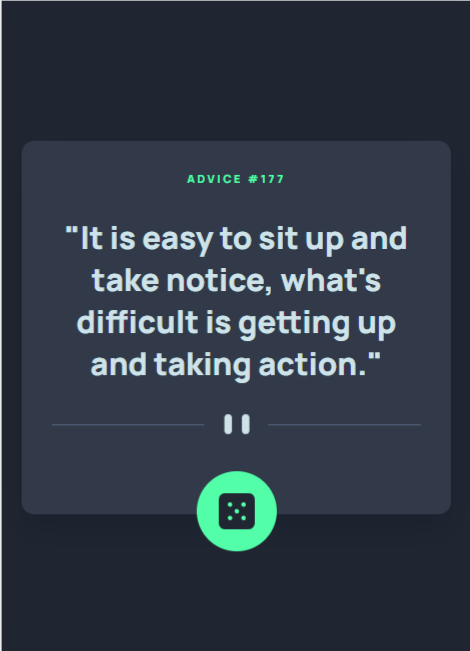 ADVICE #177
"It is easy to sit up and
take notice, what's
difficult is getting up
and taking action."